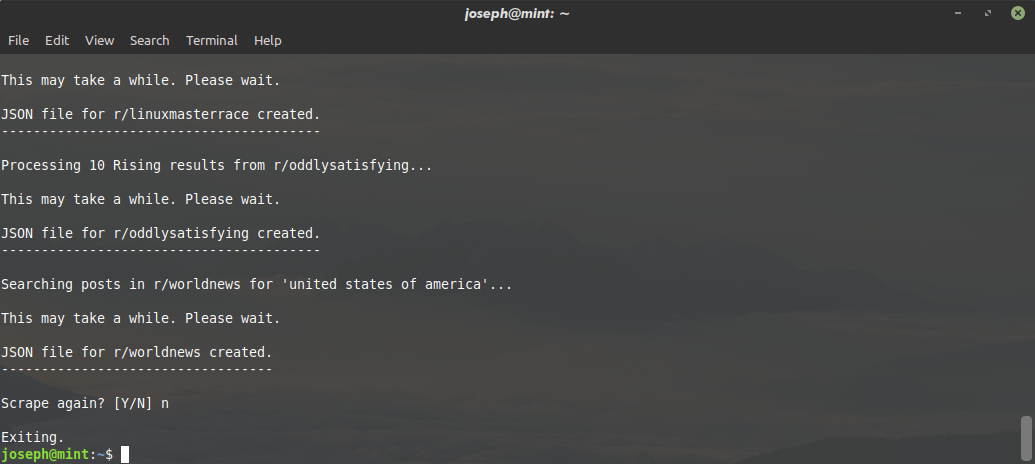 joseph@mint: ~
File Edit View Search Terminal Help
This may take a while. Please wait.
JSON file for r/linuxmasterrace created.
----------------------------------------
Processing 10 Rising results from r/oddlysatisfying...
This may take a while. Please wait.
JSON file for r/oddlysatisfying created.
----------------------------------------
Searching posts in r/worldnews for 'united states of america'...
This may take a while. Please wait.
JSON file for r/worldnews created.
----------------------------------
Scrape again? [Y/N] n
Exiting.
joseph@mint:~$